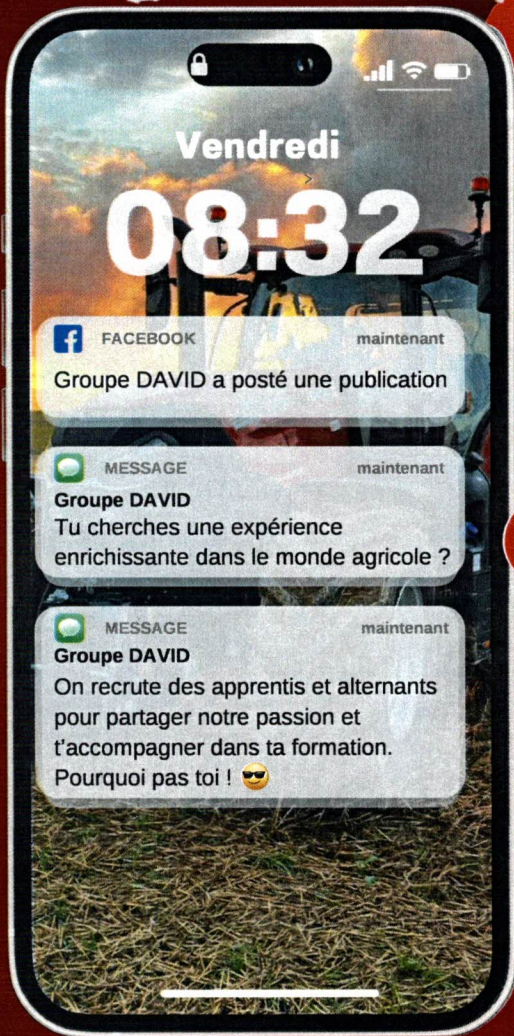 Vendredi
08:32
FACEBOOK maintenant
Groupe DAVID a posté une publication
MESSAGE maintenant
Groupe DAVID
Tu cherches une expérience
enrichissante dans le monde agricole ?
MESSAGE maintenant
Groupe DAVID
On recrute des apprentis et alternants
pour partager notre passion et
t'accompagner dans ta formation.
Pourquoi pas toi ! 😎